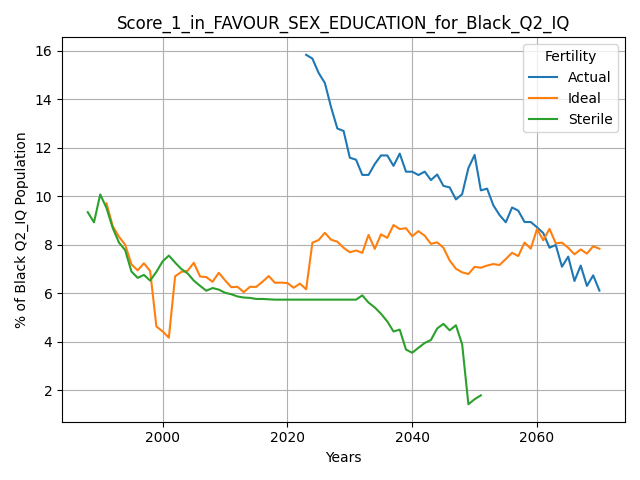 Score_1_in_FAVOUR_SEX_EDUCATION_for_Black_Q2_IQ
Fertility
Actual
Ideal
Sterile
% of Black Q2_IQ Population
16
14
12
10
8
6
4
2
2000
2020
2040
2060
Years